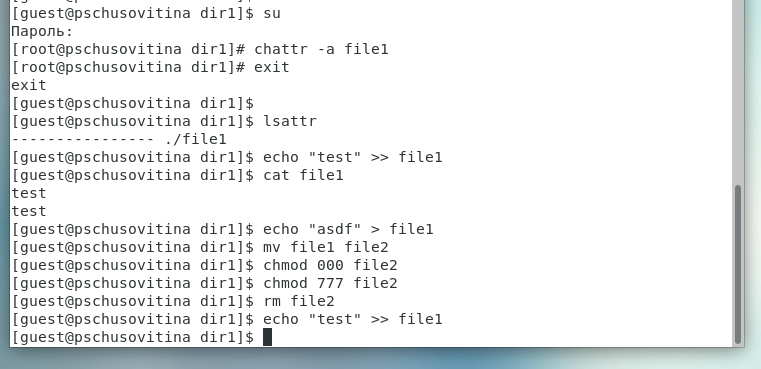 [guest@pschusovitina dir1]$ su
Пароль:
[root@pschusovitina dir1]# chattr -a file1
[root@pschusovitina dir1]# exit
exit
[guest@pschusovitina dir1]$
[guest@pschusovitina dir1]$ lsattr
---------------- ./file1
[guest@pschusovitina dir1]$ echo "test" >> file1
[guest@pschusovitina dir1]$ cat file1
test
test
[guest@pschusovitina dir1]$ echo "asdf" > file1
[guest@pschusovitina dir1]$ mv file1 file2
[guest@pschusovitina dir1]$ chmod 000 file2
[guest@pschusovitina dir1]$ chmod 777 file2
[guest@pschusovitina dir1]$ rm file2
[guest@pschusovitina dir1]$ echo "test" >> file1
[guest@pschusovitina dir1]$